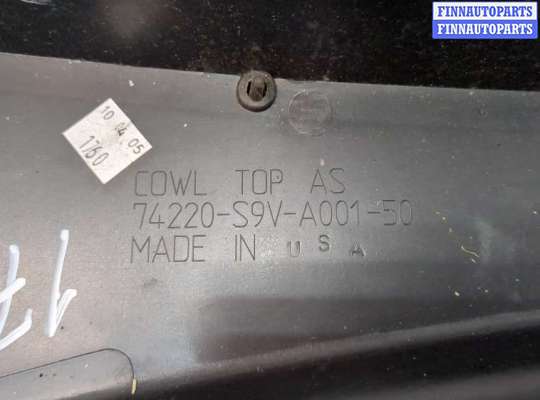 FINNAUTOPARTS
FINNAUTOPARTS
10 04 05
1760
COWL TOP AS
74220-S9V-A001-50
MADE IN USA